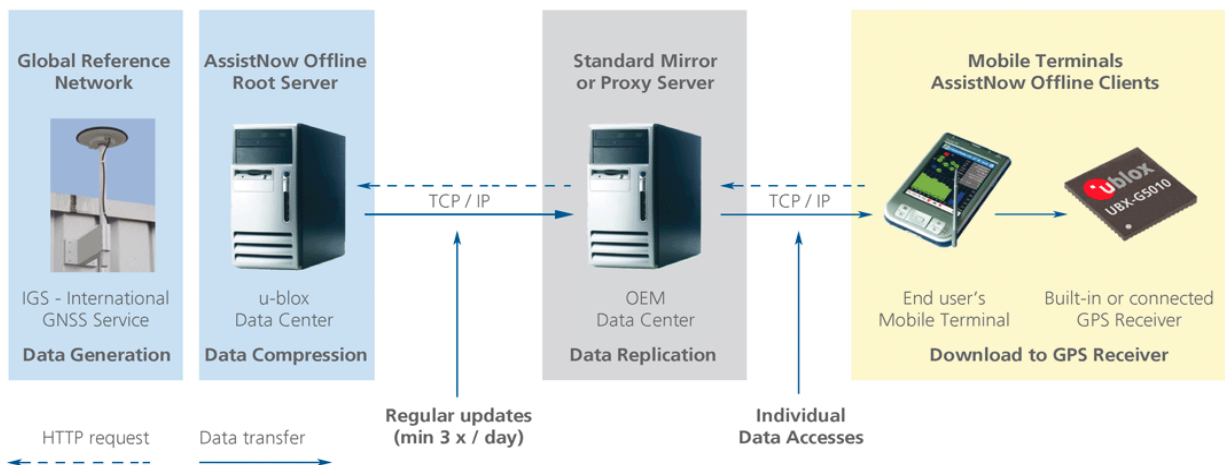 Global Reference
Network
AssistNow Offline
Root Server
Standard Mirror
or Proxy Server
Mobile Terminals
AssistNow Offline Clients
TCP / IP
TCP / IP
ublox
UBX-G5010
IGS - International
GNSS Service
Data Generation
u-blox
Data Center
Data Compression
OEM
Data Center
Data Replication
End user's
Mobile Terminal
Built-in or connected
GPS Receiver
Download to GPS Receiver
Regular updates
(min 3 x / day)
Individual
Data Accesses
HTTP request
Data transfer